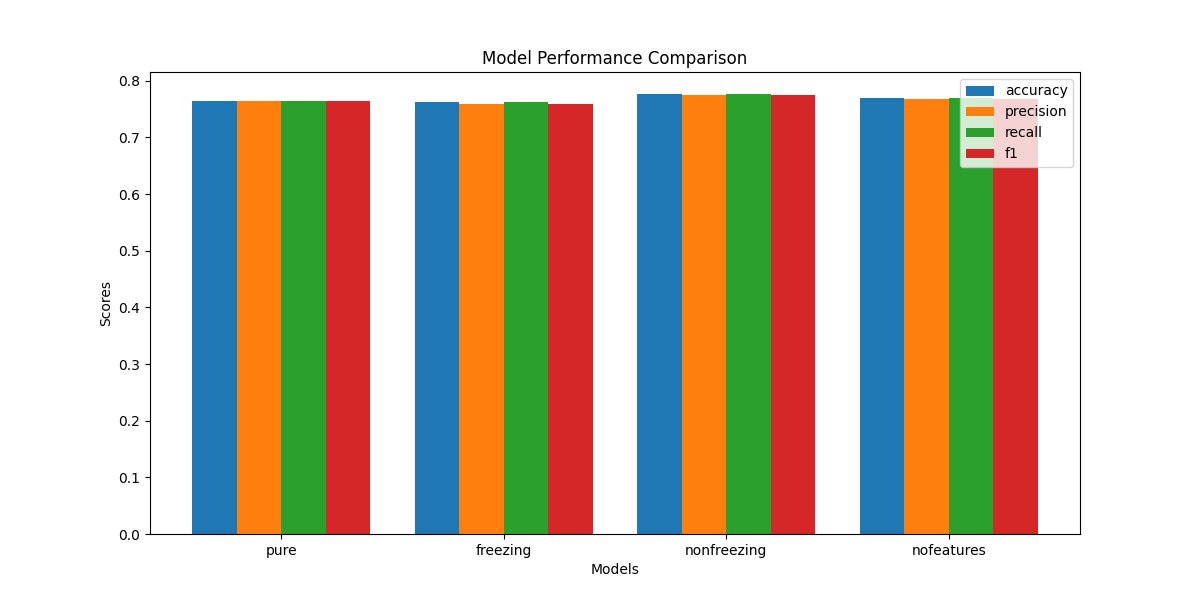 Model Performance Comparison
accuracy
precision
recall
f1
0.8
0.7
0.6
0.5
0.4
0.3
0.2
0.1
0.0
Scores
pure freezing nonfreezing nofeatures
Models